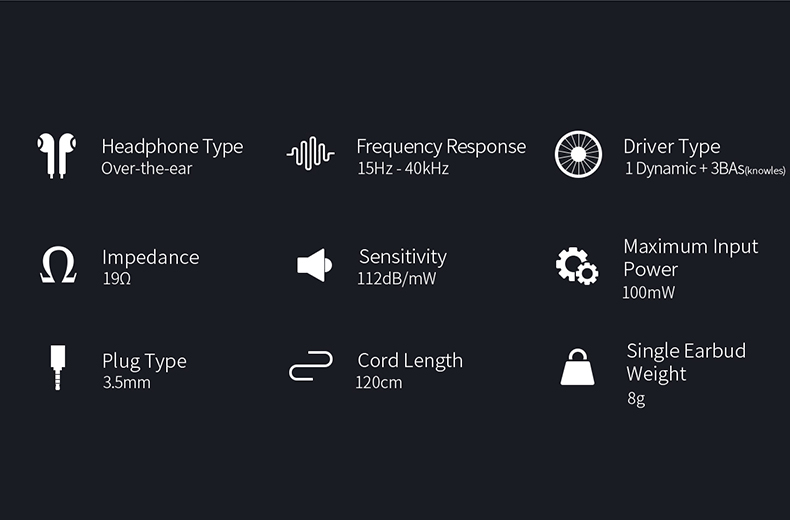 Headphone Type
Over-the-ear
Frequency Response
15Hz - 40kHz
Driver Type
1 Dynamic + 3BAs(knowles)
Impedance
19Ω
Sensitivity
112dB/mW
Maximum Input
Power
100mW
Plug Type
3.5mm
Cord Length
120cm
Single Earbud
Weight
8g